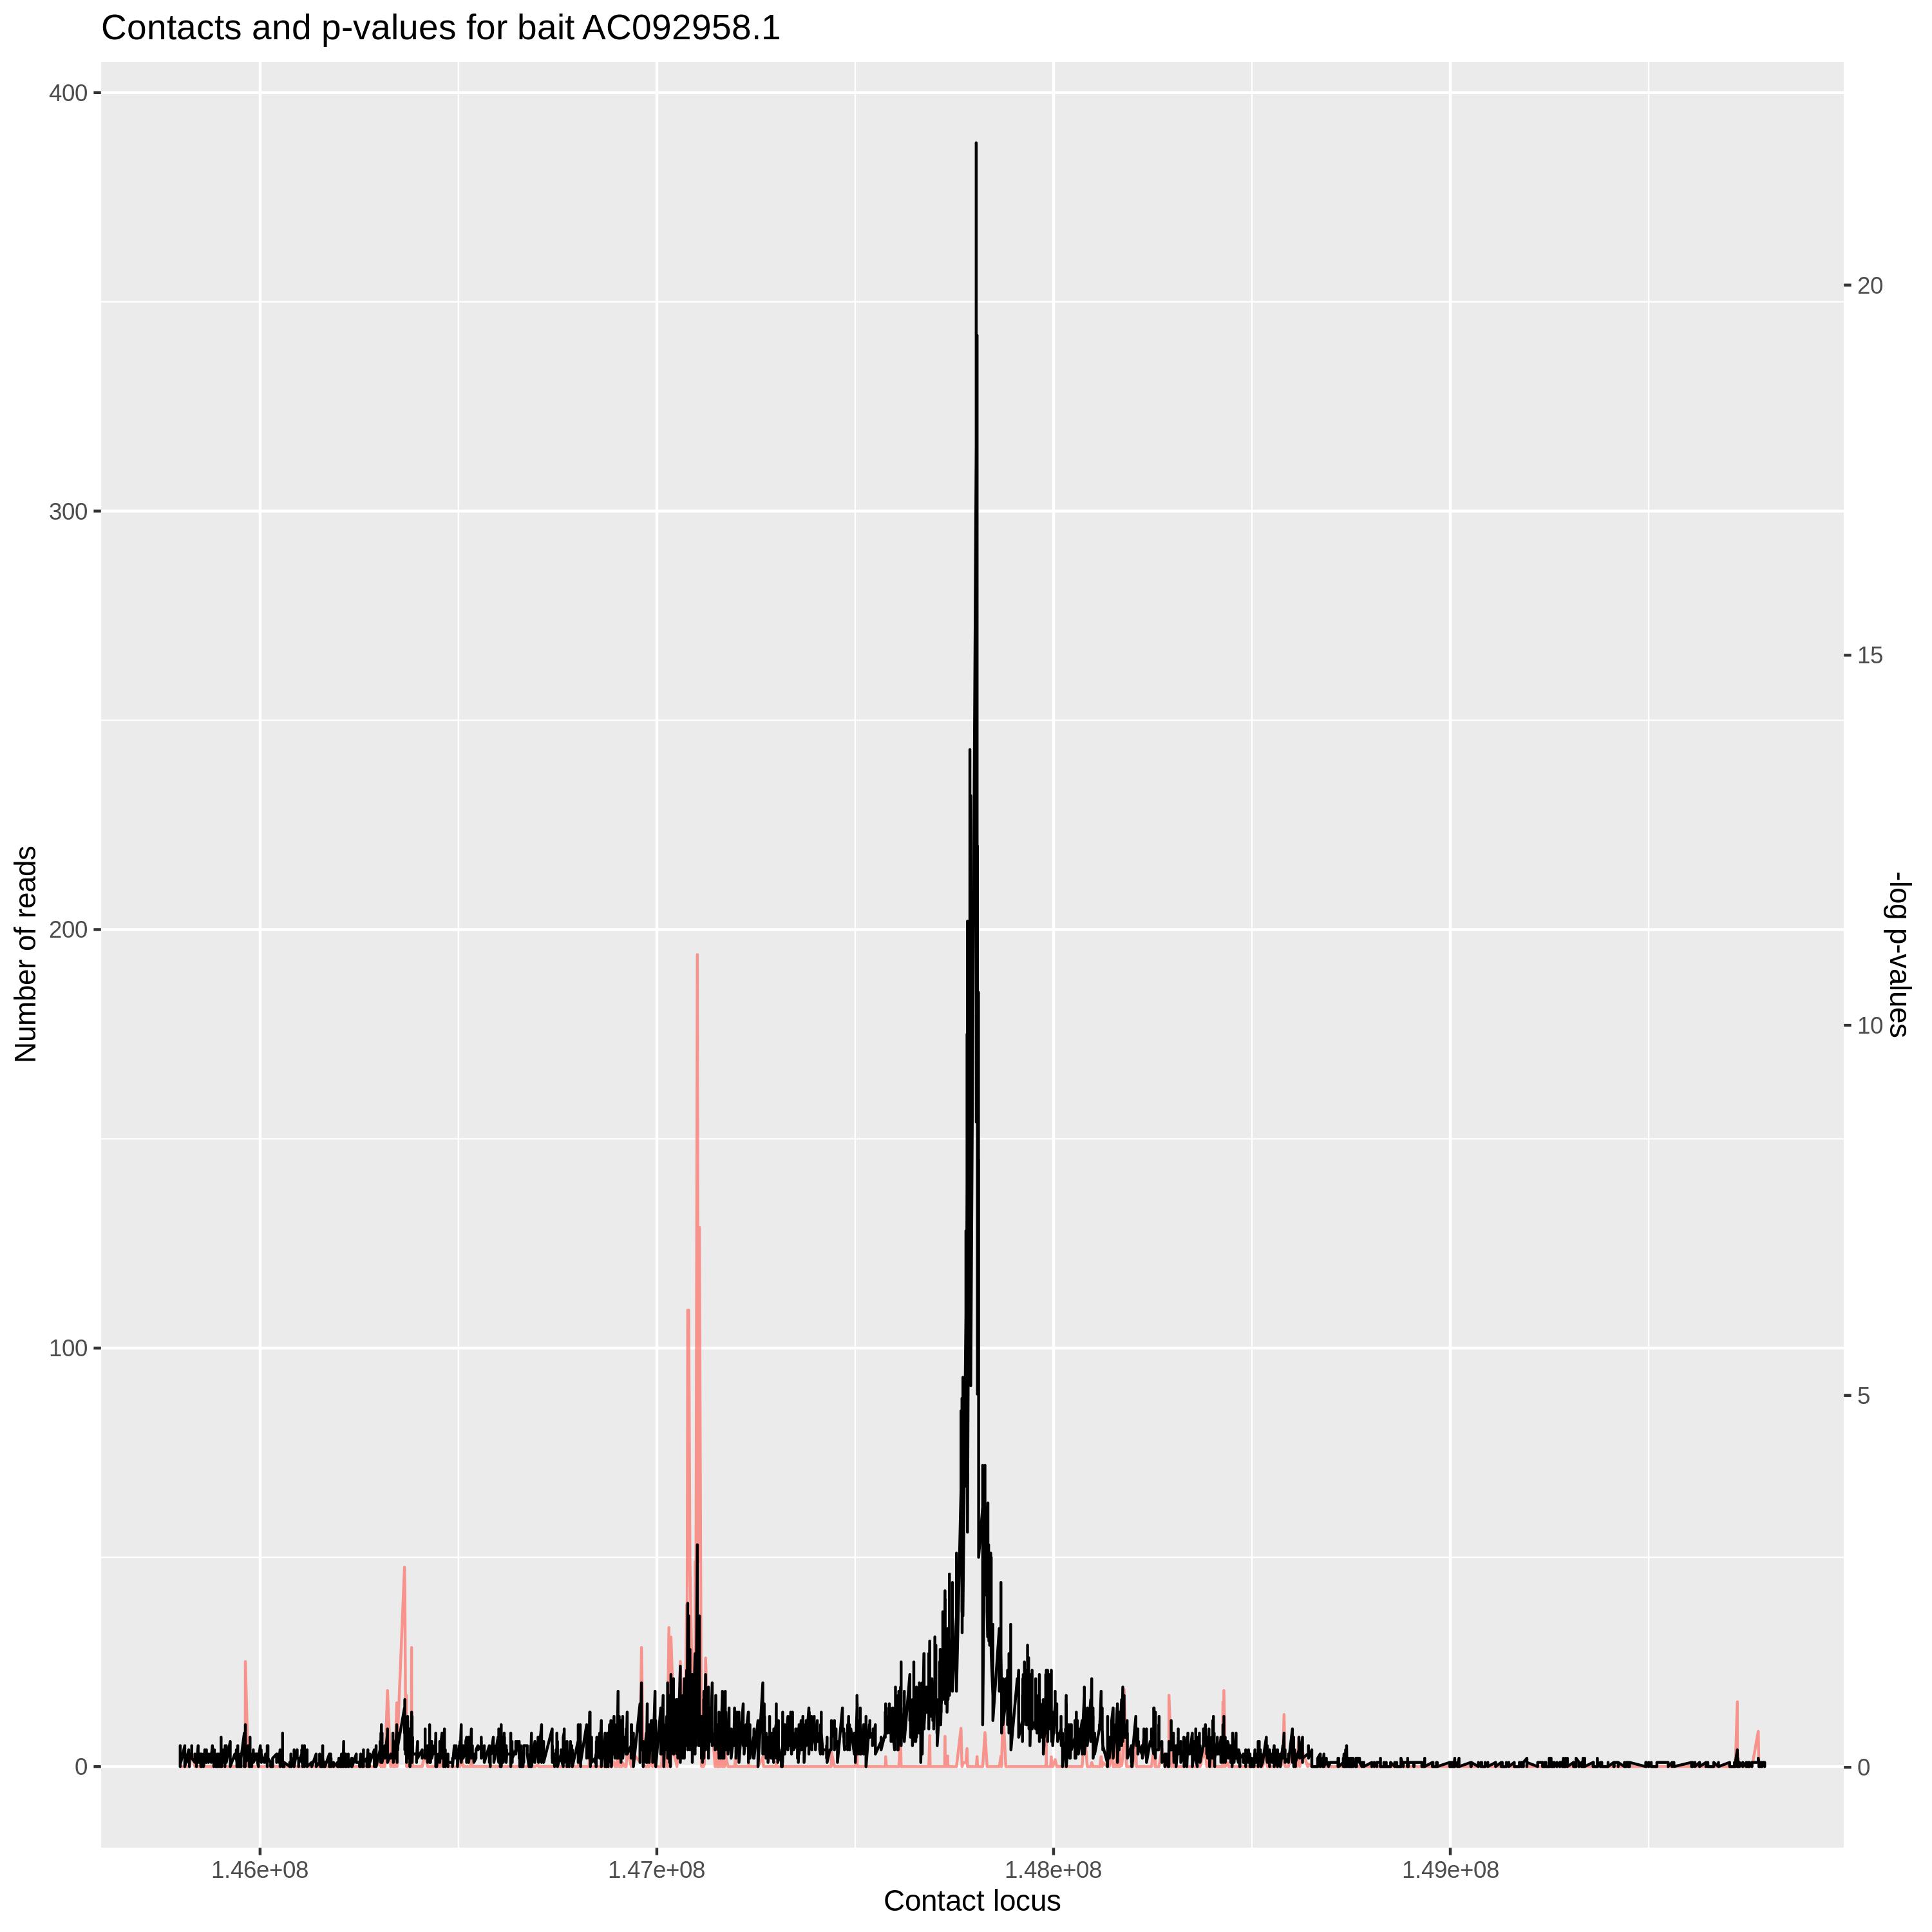 Contacts and p-values for bait AC092958.1
400
300
200
100
0
Number of reads
20
15
10
5
0
-log p-values
1.46e+08
1.47e+08
1.48e+08
1.49e+08
Contact locus